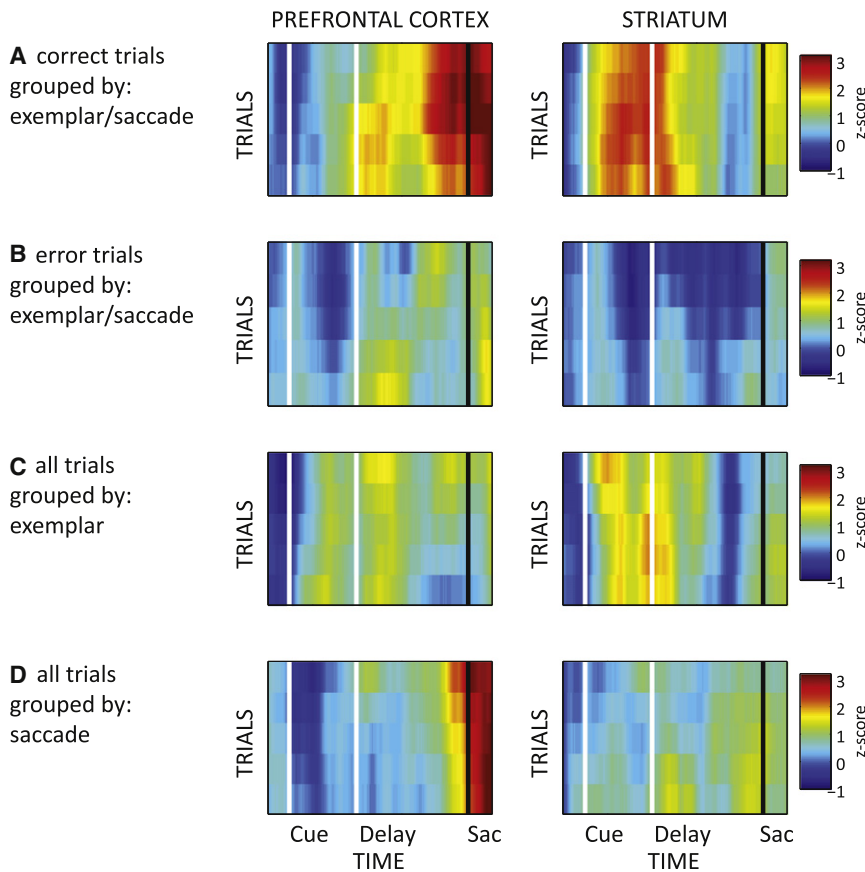 PREFRONTAL CORTEX STRIATUM
A correct trials
grouped by:
exemplar/saccade
TRIALS
TRIALS
3
2
1
0
−1
z-score
B error trials
grouped by:
exemplar/saccade
TRIALS
TRIALS
3
2
1
0
−1
z-score
C all trials
grouped by:
exemplar
TRIALS
TRIALS
3
2
1
0
−1
z-score
D all trials
grouped by:
saccade
TRIALS
TRIALS
3
2
1
0
−1
z-score
Cue Delay Sac Cue Delay Sac
TIME TIME